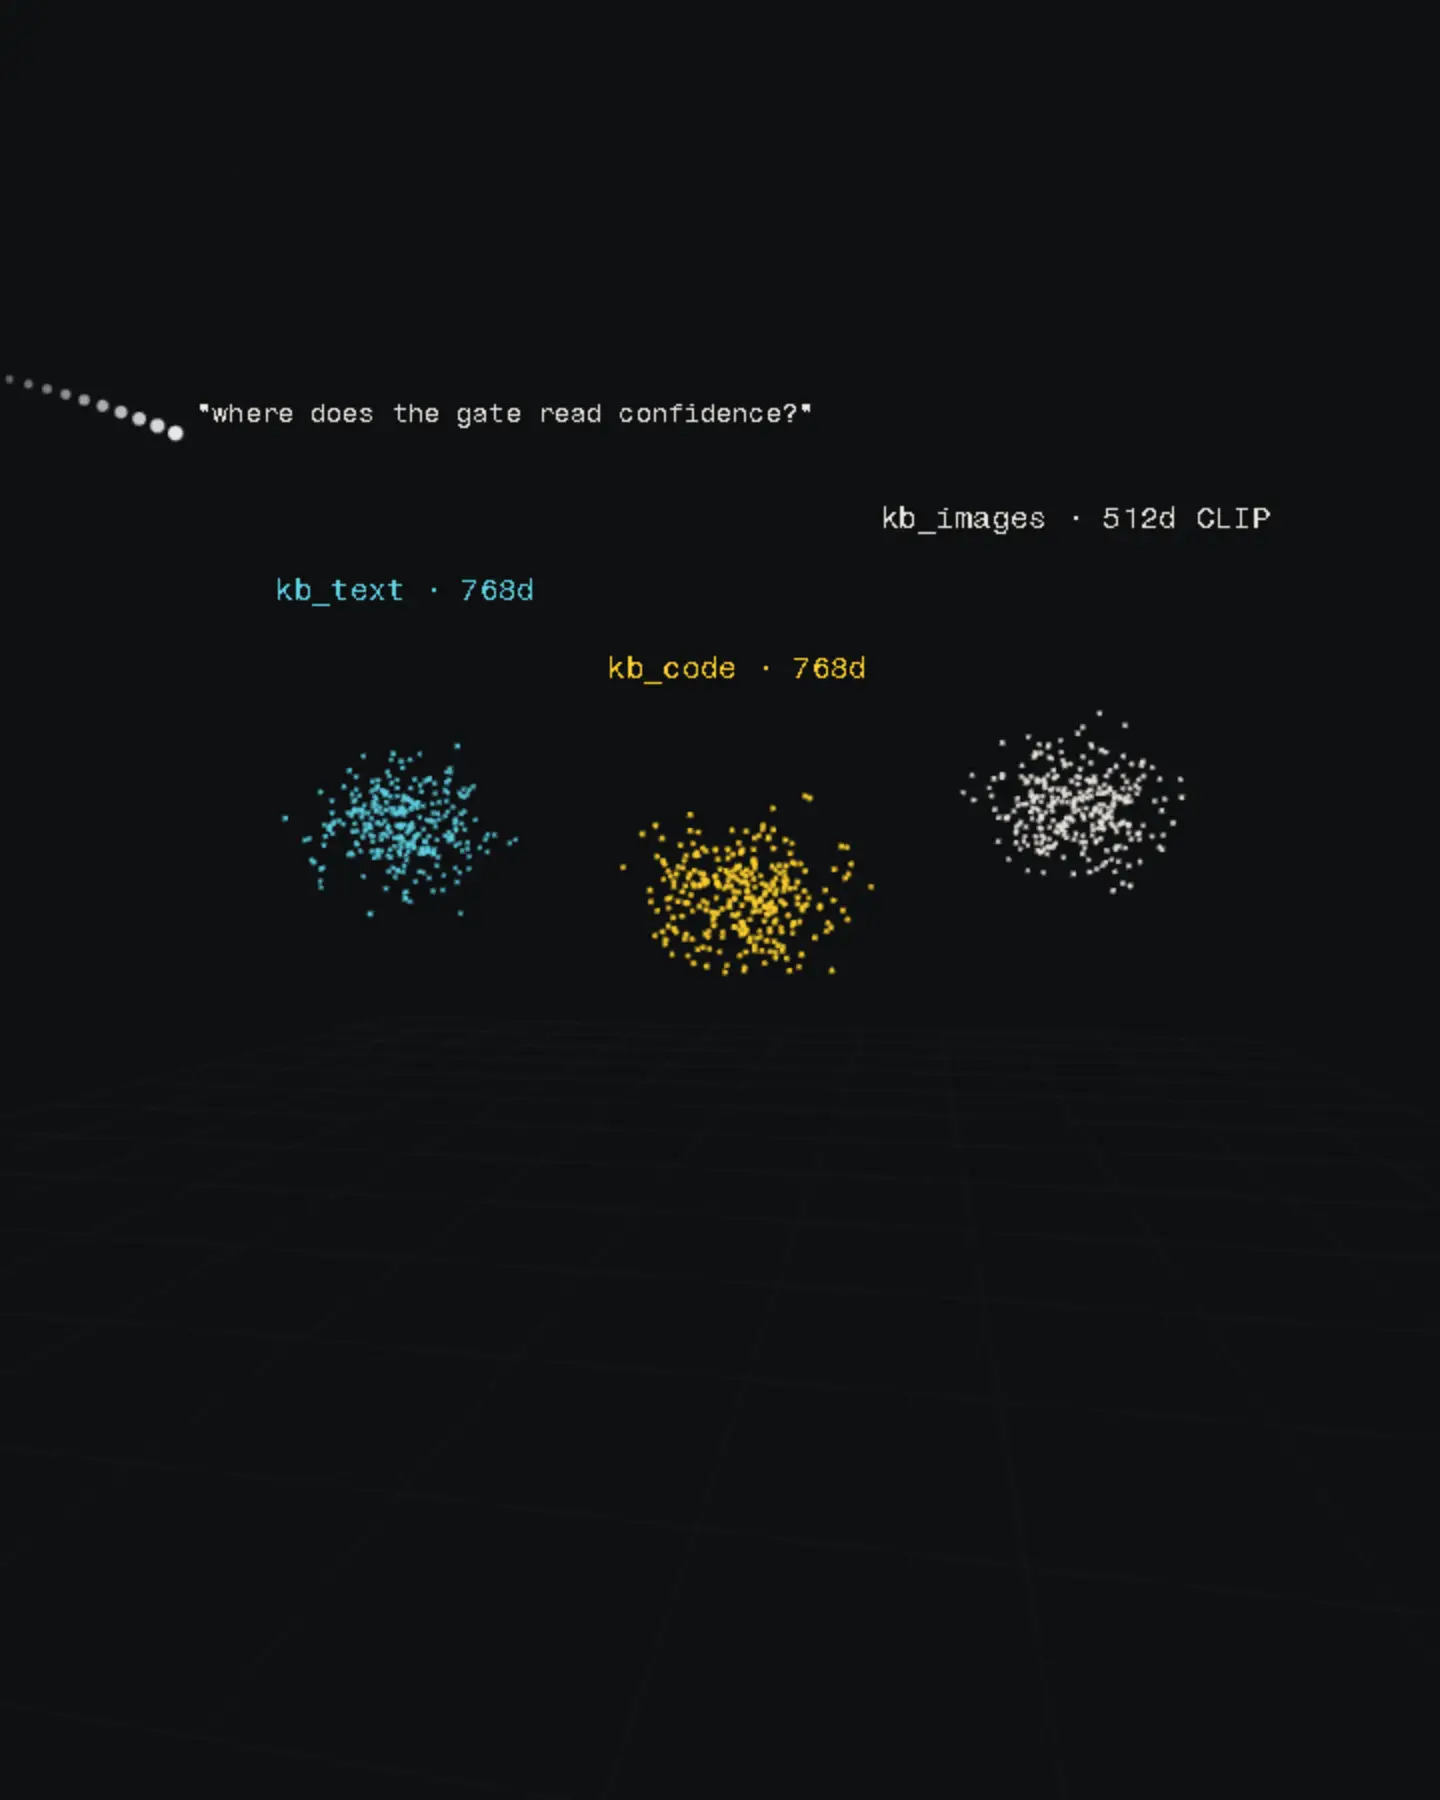 "where does the gate read confidence?"
kb_images · 512d CLIP
kb_text · 768d
kb_code · 768d